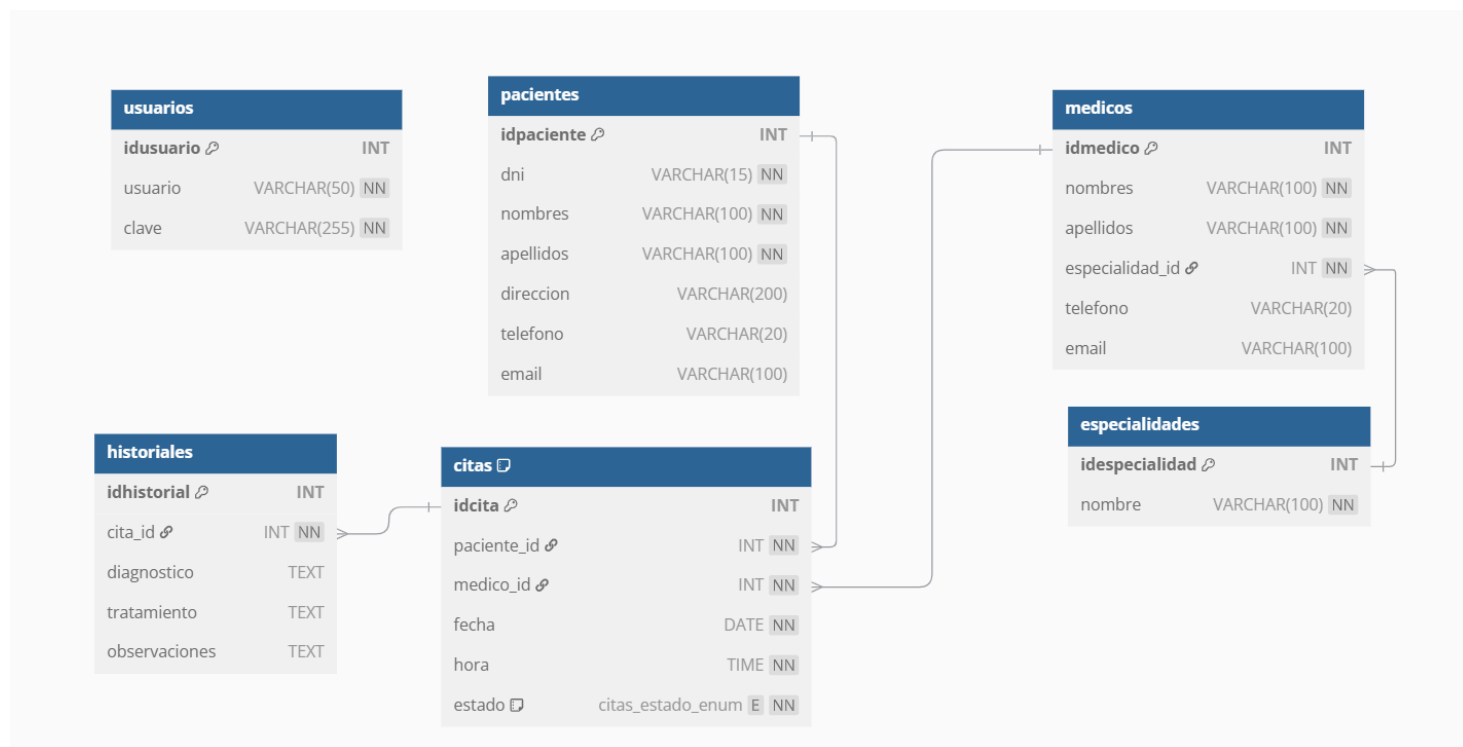 usuarios
idusuario INT
usuario VARCHAR(50) NN
clave VARCHAR(255) NN
pacientes
idpaciente INT
dni VARCHAR(15) NN
nombres VARCHAR(100) NN
apellidos VARCHAR(100) NN
direccion VARCHAR(200)
telefono VARCHAR(20)
email VARCHAR(100)
medicos
idmedico INT
nombres VARCHAR(100) NN
apellidos VARCHAR(100) NN
especialidad_id INT NN
telefono VARCHAR(20)
email VARCHAR(100)
historiales
idhistorial INT
cita_id INT NN
diagnostico TEXT
tratamiento TEXT
observaciones TEXT
citas
idcita INT
paciente_id INT NN
medico_id INT NN
fecha DATE NN
hora TIME NN
estado citas_estado_enum E NN
especialidades
idespecialidad INT
nombre VARCHAR(100) NN